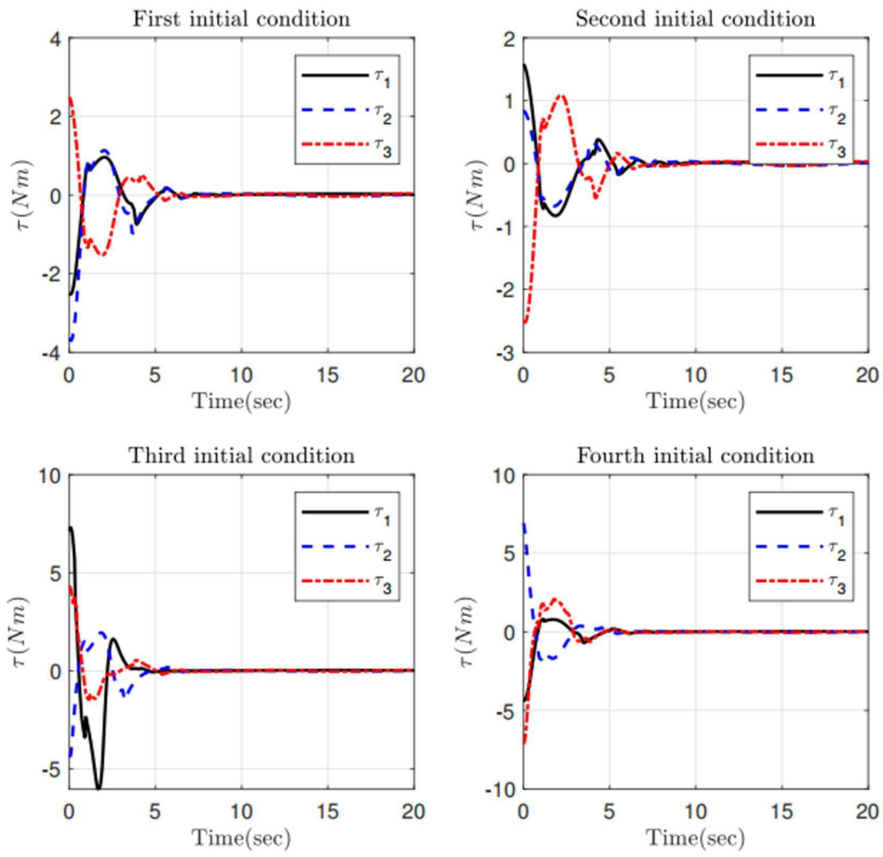 First initial condition
4
2
0
-2
-4
τ(Nm)
0 5 10 15 20
Time(sec)
τ1
τ2
τ3
Second initial condition
2
1
0
-1
-2
-3
τ(Nm)
0 5 10 15 20
Time(sec)
τ1
τ2
τ3
Third initial condition
10
5
0
-5
τ(Nm)
0 5 10 15 20
Time(sec)
τ1
τ2
τ3
Fourth initial condition
10
5
0
-5
-10
τ(Nm)
0 5 10 15 20
Time(sec)
τ1
τ2
τ3